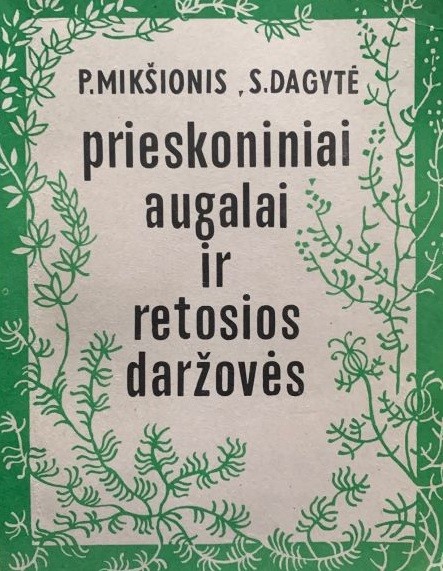 P.MIKŠIONIS , S.DAGYTĖ
prieskoniniai
augalai
ir
retosios
daržovės